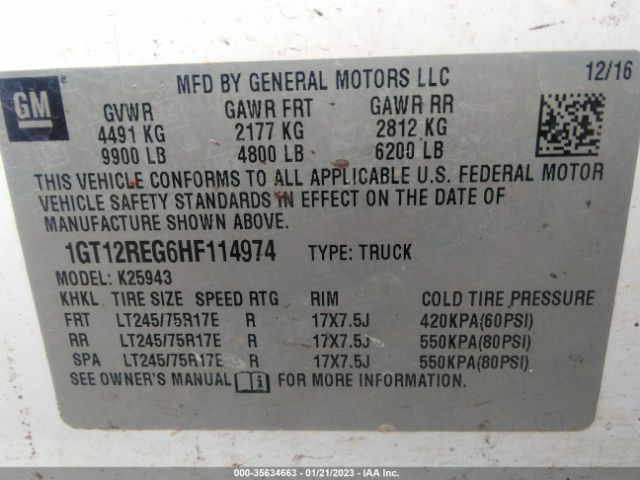 GM
MFD BY GENERAL MOTORS LLC 12/16
GVWR GAWR FRT GAWR RR
4491 KG 2177 KG 2812 KG
9900 LB 4800 LB 6200 LB
THIS VEHICLE CONFORMS TO ALL APPLICABLE U.S. FEDERAL MOTOR
VEHICLE SAFETY STANDARDS IN EFFECT ON THE DATE OF
MANUFACTURE SHOWN ABOVE.
1GT12REG6HF114974 TYPE: TRUCK
MODEL: K25943
KHKL TIRE SIZE SPEED RTG RIM COLD TIRE PRESSURE
FRT LT245/75R17E R 17X7.5J 420KPA(60PSI)
RR LT245/75R17E R 17X7.5J 550KPA(80PSI)
SPA LT245/75R17E R 17X7.5J 550KPA(80PSI)
SEE OWNER'S MANUAL FOR MORE INFORMATION.
000-35634663 01/21/2023 IAA Inc.